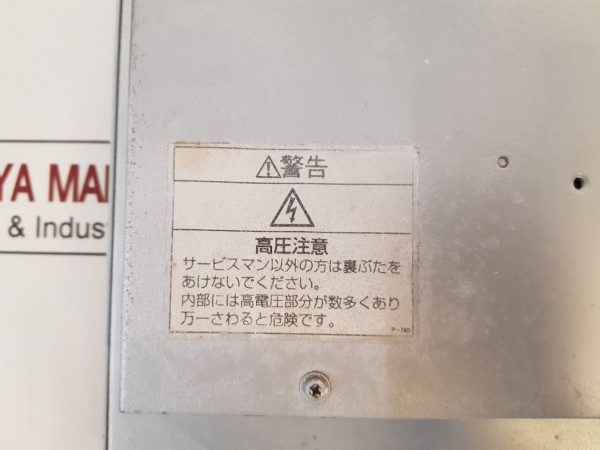 YA MA
& Indus
⚠警告
高圧注意
サービスマン以外の方は裏ぶたを
あけないでください。
内部には高電圧部分が数多くあり
万一さわると危険です。
P-740